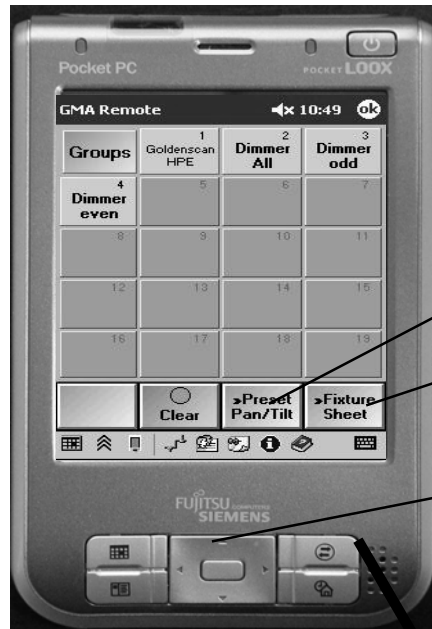 Pocket PC
POCKET LOOX
GMA Remote 10:49 ok
Groups
1 Goldenscan HPE
2 Dimmer All
3 Dimmer odd
4 Dimmer even
5
6
7
8
9
10
11
12
13
14
15
16
17
18
19
Clear
»Preset Pan/Tilt
»Fixture Sheet
FUJITSU COMPUTERS
SIEMENS